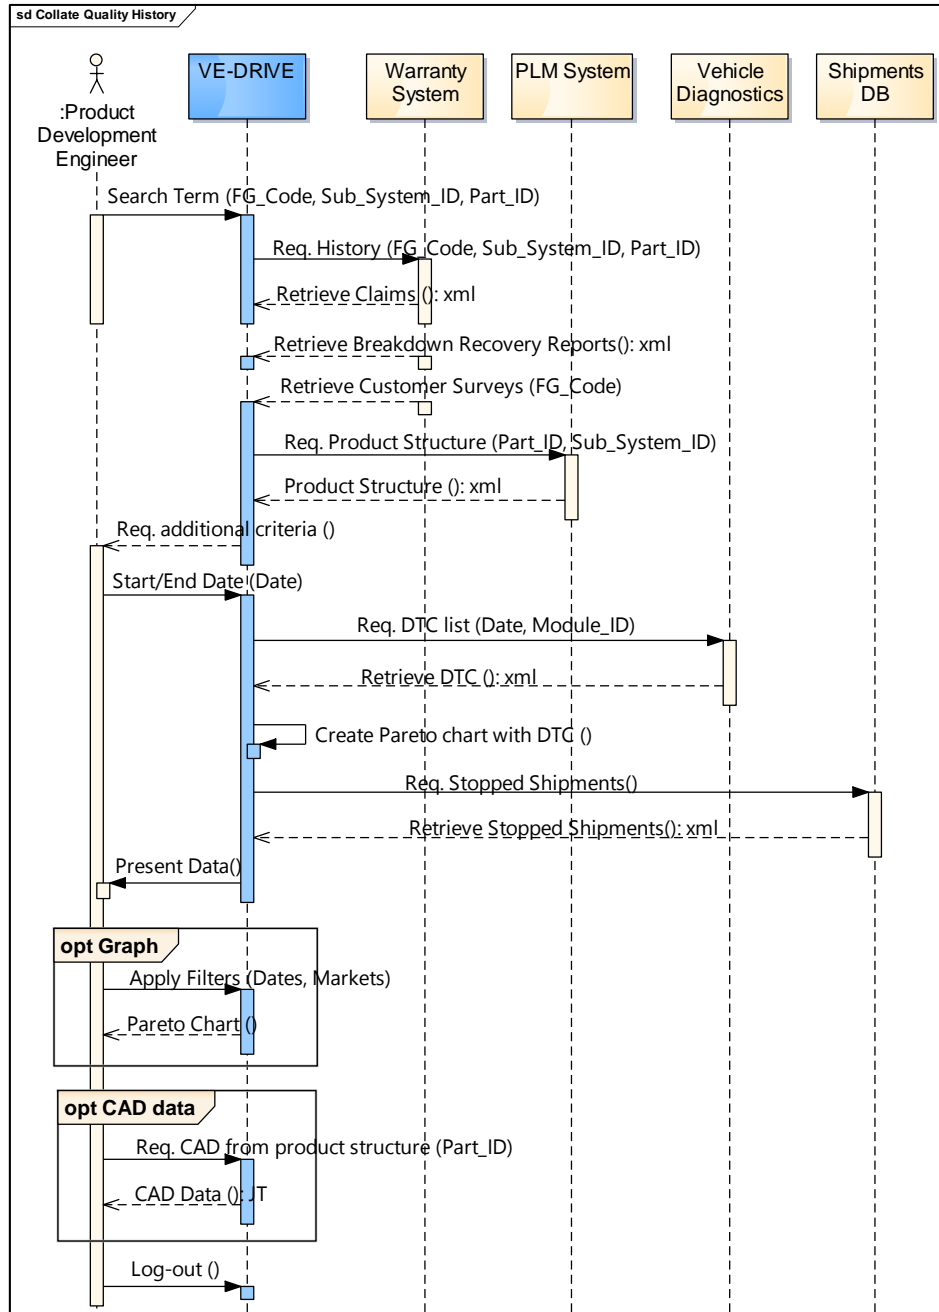 sd Collate Quality History
:Product
Development
Engineer
VE-DRIVE
Warranty
System
PLM System
Vehicle
Diagnostics
Shipments
DB
Search Term (FG_Code, Sub_System_ID, Part_ID)
Req. History (FG_Code, Sub_System_ID, Part_ID)
Retrieve Claims (): xml
Retrieve Breakdown Recovery Reports(): xml
Retrieve Customer Surveys (FG_Code)
Req. Product Structure (Part_ID, Sub_System_ID)
Product Structure (): xml
Req. additional criteria ()
Start/End Date (Date)
Req. DTC list (Date, Module_ID)
Retrieve DTC (): xml
Create Pareto chart with DTC ()
Req. Stopped Shipments()
Retrieve Stopped Shipments(): xml
Present Data()
opt Graph
Apply Filters (Dates, Markets)
Pareto Chart ()
opt CAD data
Req. CAD from product structure (Part_ID)
CAD Data (): JT
Log-out ()